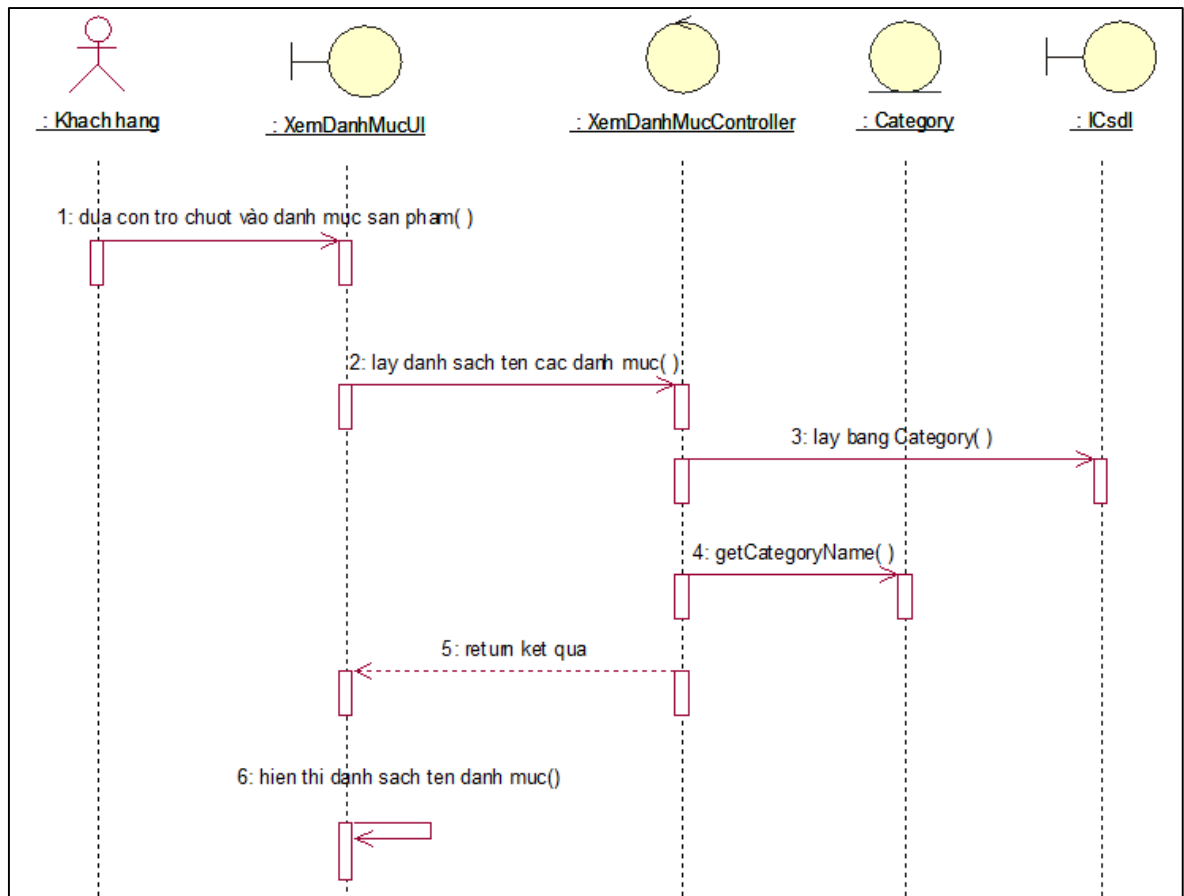 : Khach hang
: XemDanhMucUI
: XemDanhMucController
: Category
: ICsdl
1: dua con tro chuot vào danh muc san pham( )
2: lay danh sach ten cac danh muc( )
3: lay bang Category( )
4: getCategoryName( )
5: return ket qua
6: hien thi danh sach ten danh muc()